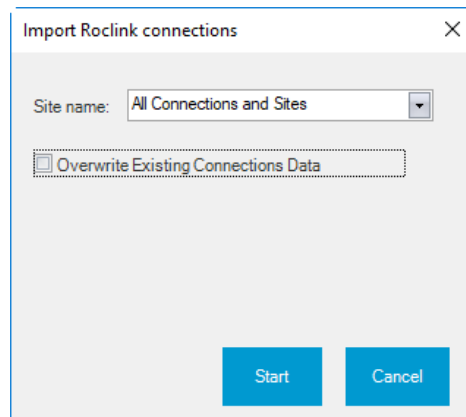 Import Roclink connections
Site name: All Connections and Sites
Overwrite Existing Connections Data
Start Cancel